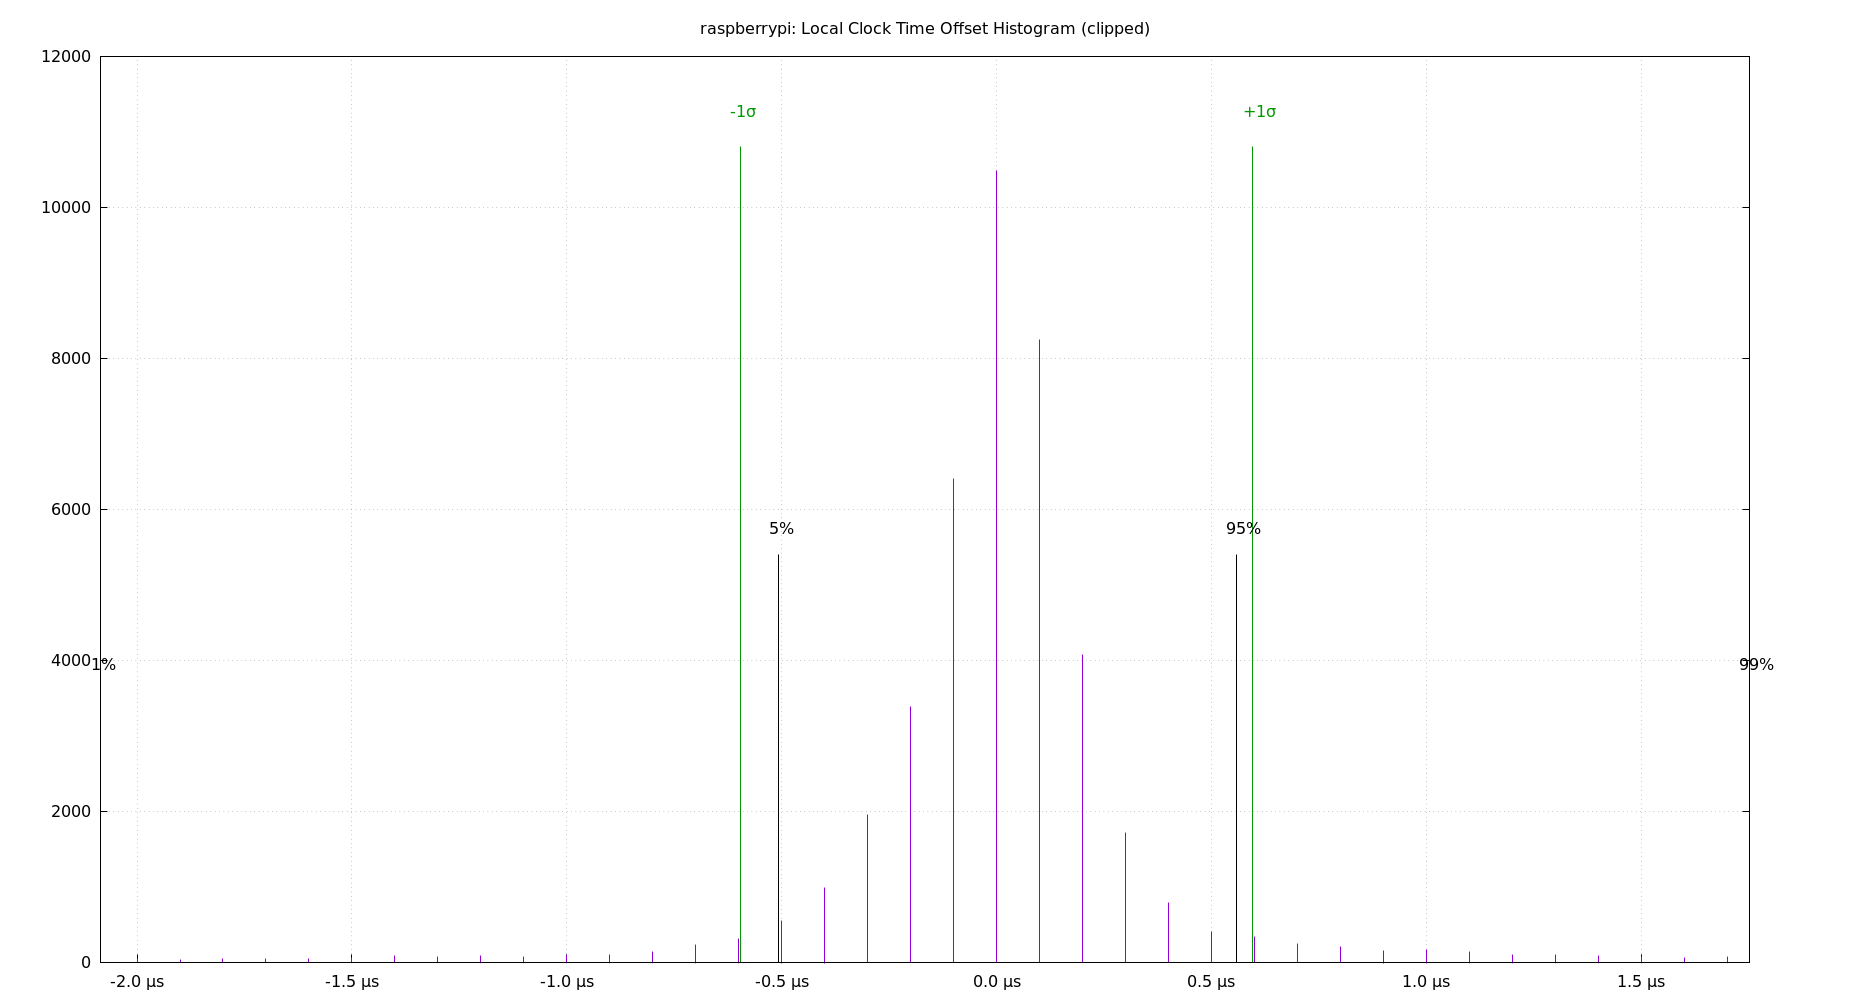 raspberrypi: Local Clock Time Offset Histogram (clipped)
12000
-1σ +1σ
10000
8000
6000
5% 95%
4000 1% 99%
2000
0
-2.0 μs -1.5 μs -1.0 μs -0.5 μs 0.0 μs 0.5 μs 1.0 μs 1.5 μs